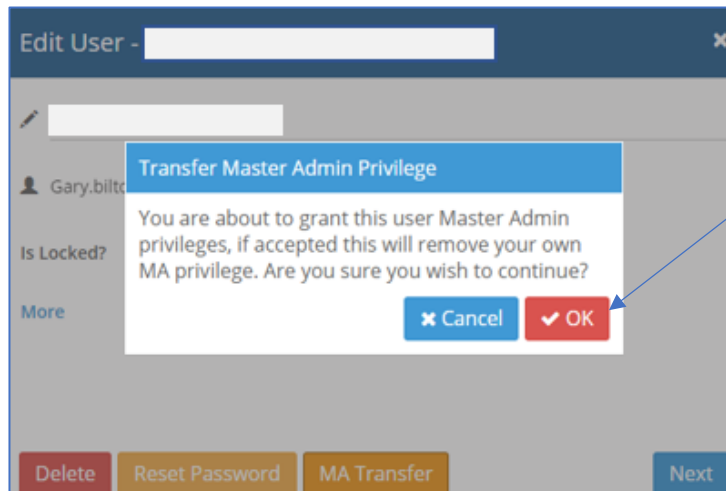 Edit User -
Transfer Master Admin Privilege
You are about to grant this user Master Admin
privileges, if accepted this will remove your own
MA privilege. Are you sure you wish to continue?
Is Locked?
More
Cancel
OK
Delete
Reset Password
MA Transfer
Next